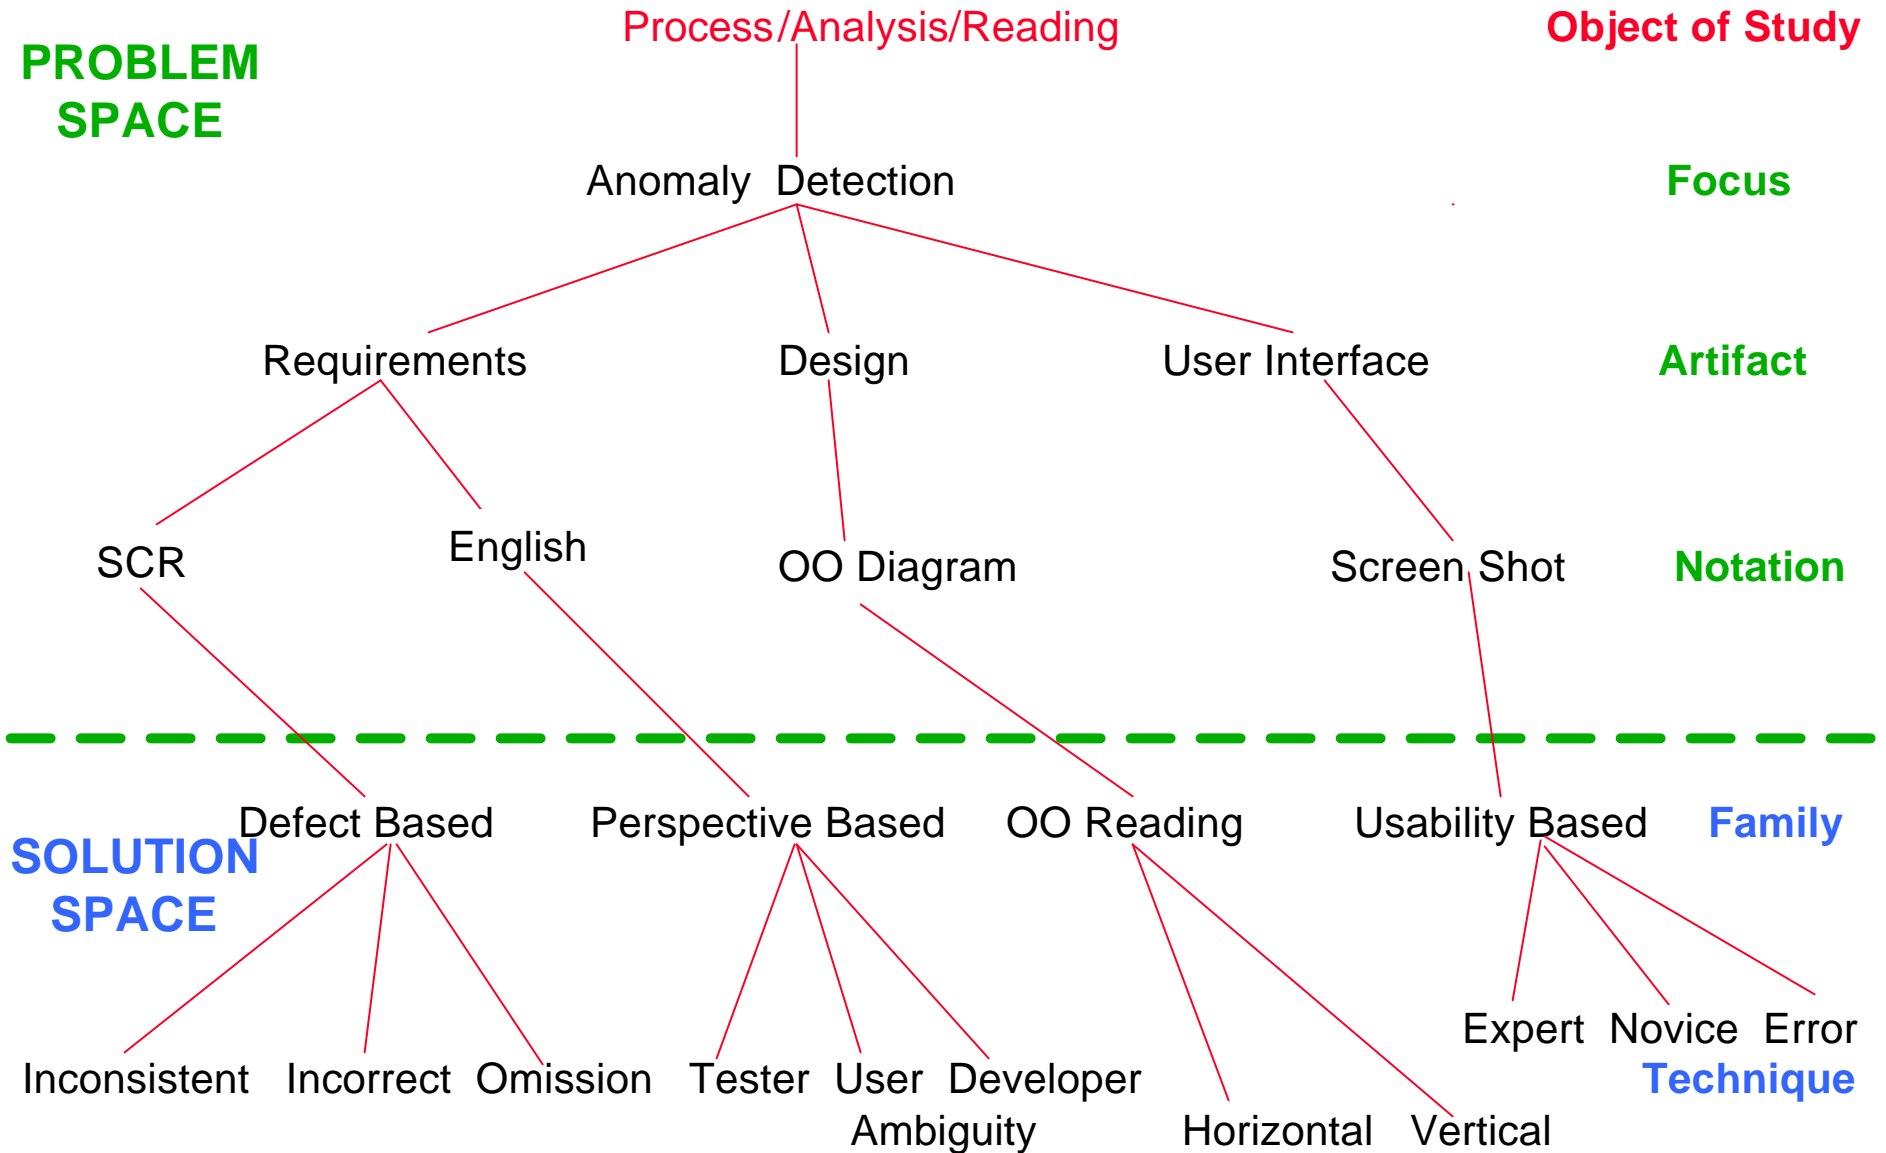 Process/Analysis/Reading
Object of Study
PROBLEM
SPACE
Anomaly Detection
Focus
Requirements
Design
User Interface
Artifact
SCR
English
OO Diagram
Screen Shot
Notation
Defect Based
Perspective Based
OO Reading
Usability Based
Family
SOLUTION
SPACE
Expert Novice Error
Inconsistent Incorrect Omission
Tester User Developer
Technique
Ambiguity
Horizontal Vertical